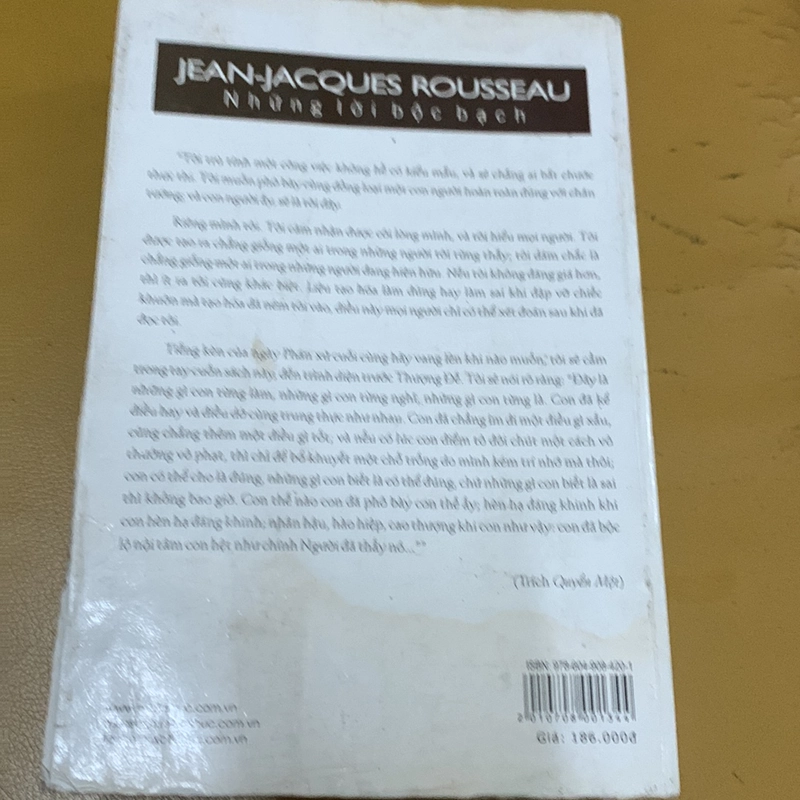 JEAN-JACQUES ROUSSEAU
Những lời bộc bạch
"Tôi trù tính một công việc không hề có kiểu mẫu, và sẽ chẳng ai bắt chước
thực thi. Tôi muốn phô bày cùng đồng loại một con người hoàn toàn đúng với chân
tướng; và con người ấy, sẽ là tôi đây.
Riêng mình tôi. Tôi cảm nhận được cõi lòng mình, và tôi hiểu mọi người. Tôi
được tạo ra chẳng giống một ai trong những người tôi từng thấy; tôi dám chắc là
chẳng giống một ai trong những người đang hiện hữu. Nếu tôi không đáng giá hơn,
thì ít ra tôi cũng khác biệt. Liệu tạo hóa làm đúng hay làm sai khi đập vỡ chiếc
khuôn mà tạo hóa đã ném tôi vào, điều này mọi người chỉ có thể xét đoán sau khi đã
đọc tôi.
Tiếng kèn của Ngày Phán xử cuối cùng hãy vang lên khi nào muốn; tôi sẽ cầm
trong tay cuốn sách này, đến trình diện trước Thượng Đế. Tôi sẽ nói rõ ràng: "Đây là
những gì con từng làm, những gì con từng nghĩ, những gì con từng là. Con đã kể
điều hay và điều dở cùng trung thực như nhau. Con đã chẳng ỉm đi một điều gì xấu,
cũng chẳng thêm một điều gì tốt; và nếu có lúc con điểm tô đôi chút một cách vô
thưởng vô phạt, thì chỉ để bổ khuyết một chỗ trống do mình kém trí nhớ mà thôi;
con có thể cho là đúng, những gì con biết là có thể đúng, chứ những gì con biết là sai
thì không bao giờ. Con thế nào con đã phô bày con thế ấy; hèn hạ đáng khinh khi
con hèn hạ đáng khinh; nhân hậu, hào hiệp, cao thượng khi con như vậy: con đã bộc
lộ nội tâm con hệt như chính Người đã thấy nó..."
(Trích Quyển Một)
ISBN: 978-604-908-420-1
2 010708 001344
Giá: 186.000đ